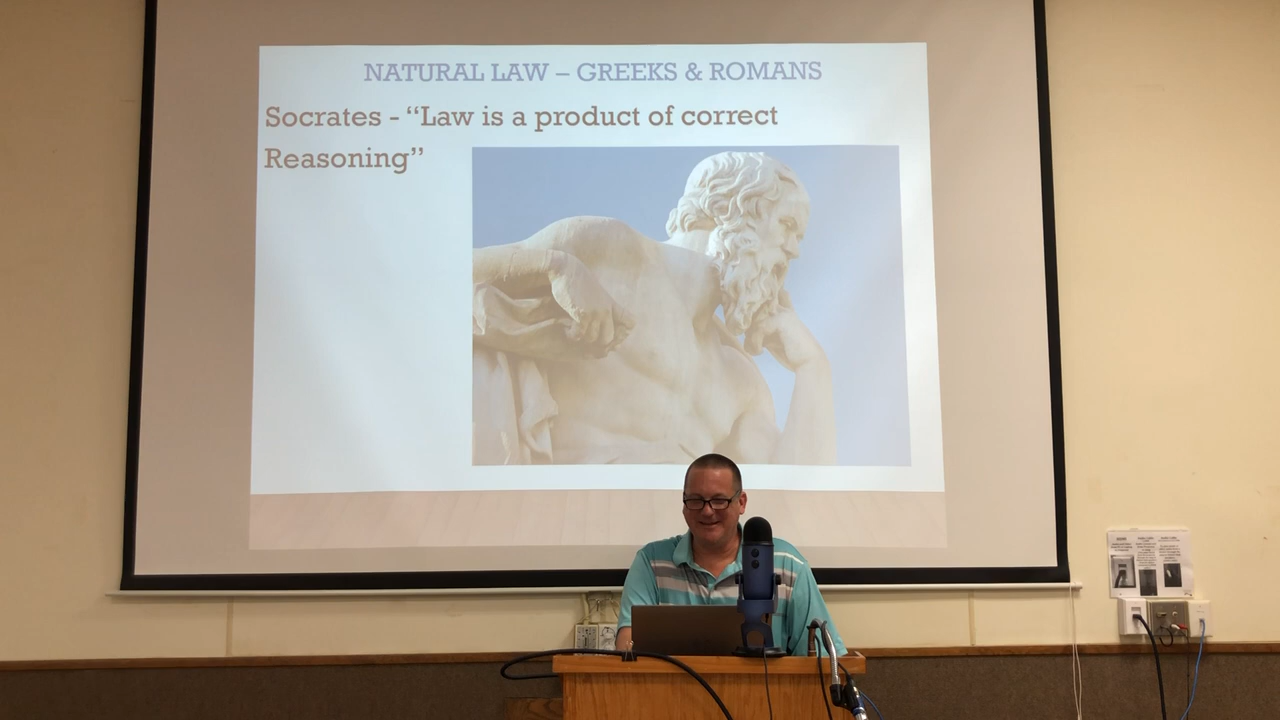 NATURAL LAW – GREEKS & ROMANS
Socrates - “Law is a product of correct
Reasoning”